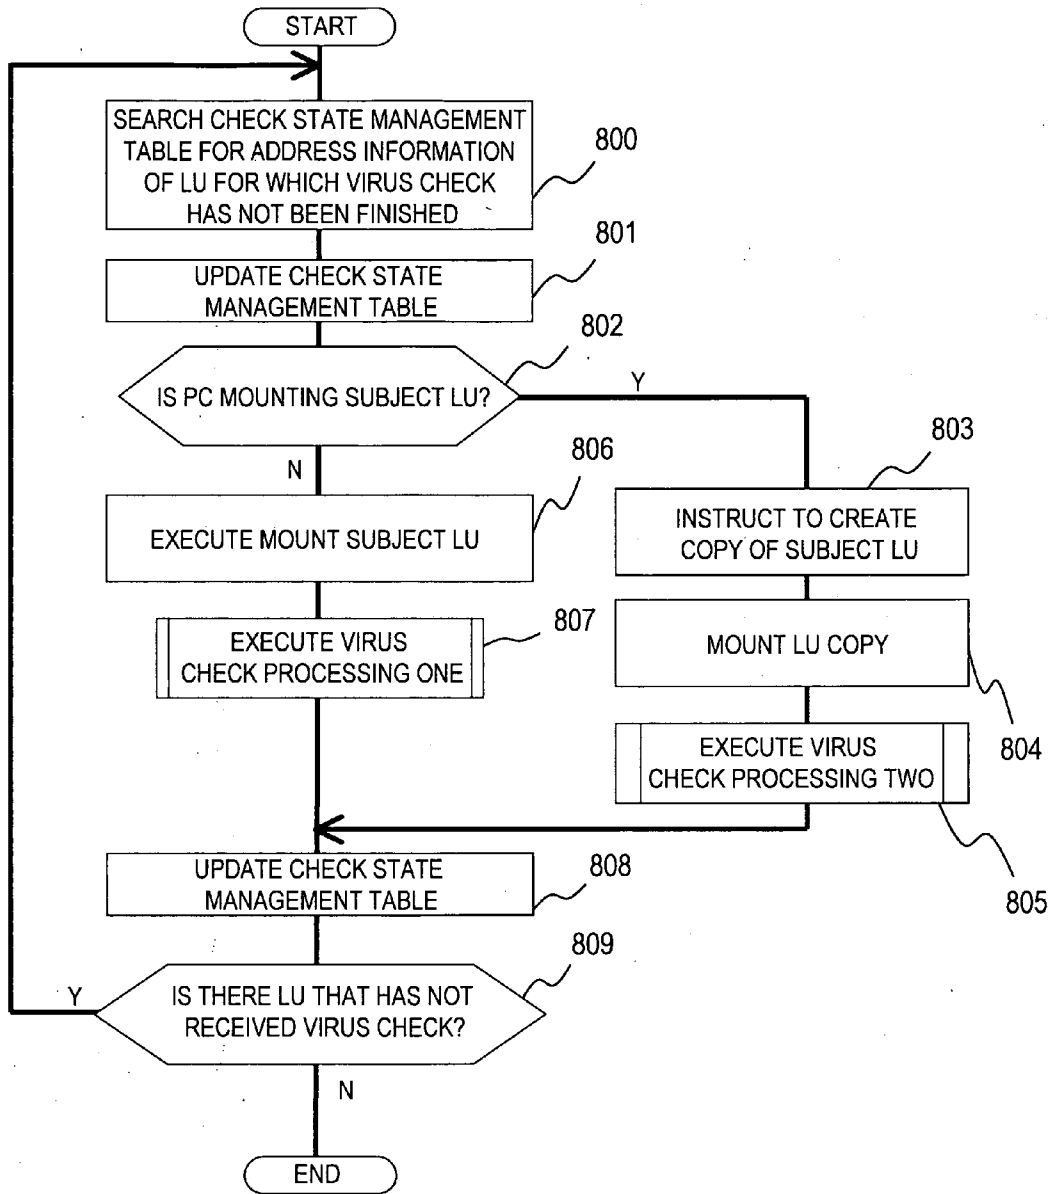 START
SEARCH CHECK STATE MANAGEMENT
TABLE FOR ADDRESS INFORMATION
OF LU FOR WHICH VIRUS CHECK
HAS NOT BEEN FINISHED
800
UPDATE CHECK STATE
MANAGEMENT TABLE
801
IS PC MOUNTING SUBJECT LU?
802
Y
N
EXECUTE MOUNT SUBJECT LU
806
INSTRUCT TO CREATE
COPY OF SUBJECT LU
803
EXECUTE VIRUS
CHECK PROCESSING ONE
807
MOUNT LU COPY
804
EXECUTE VIRUS
CHECK PROCESSING TWO
805
UPDATE CHECK STATE
MANAGEMENT TABLE
808
IS THERE LU THAT HAS NOT
RECEIVED VIRUS CHECK?
809
Y
N
END